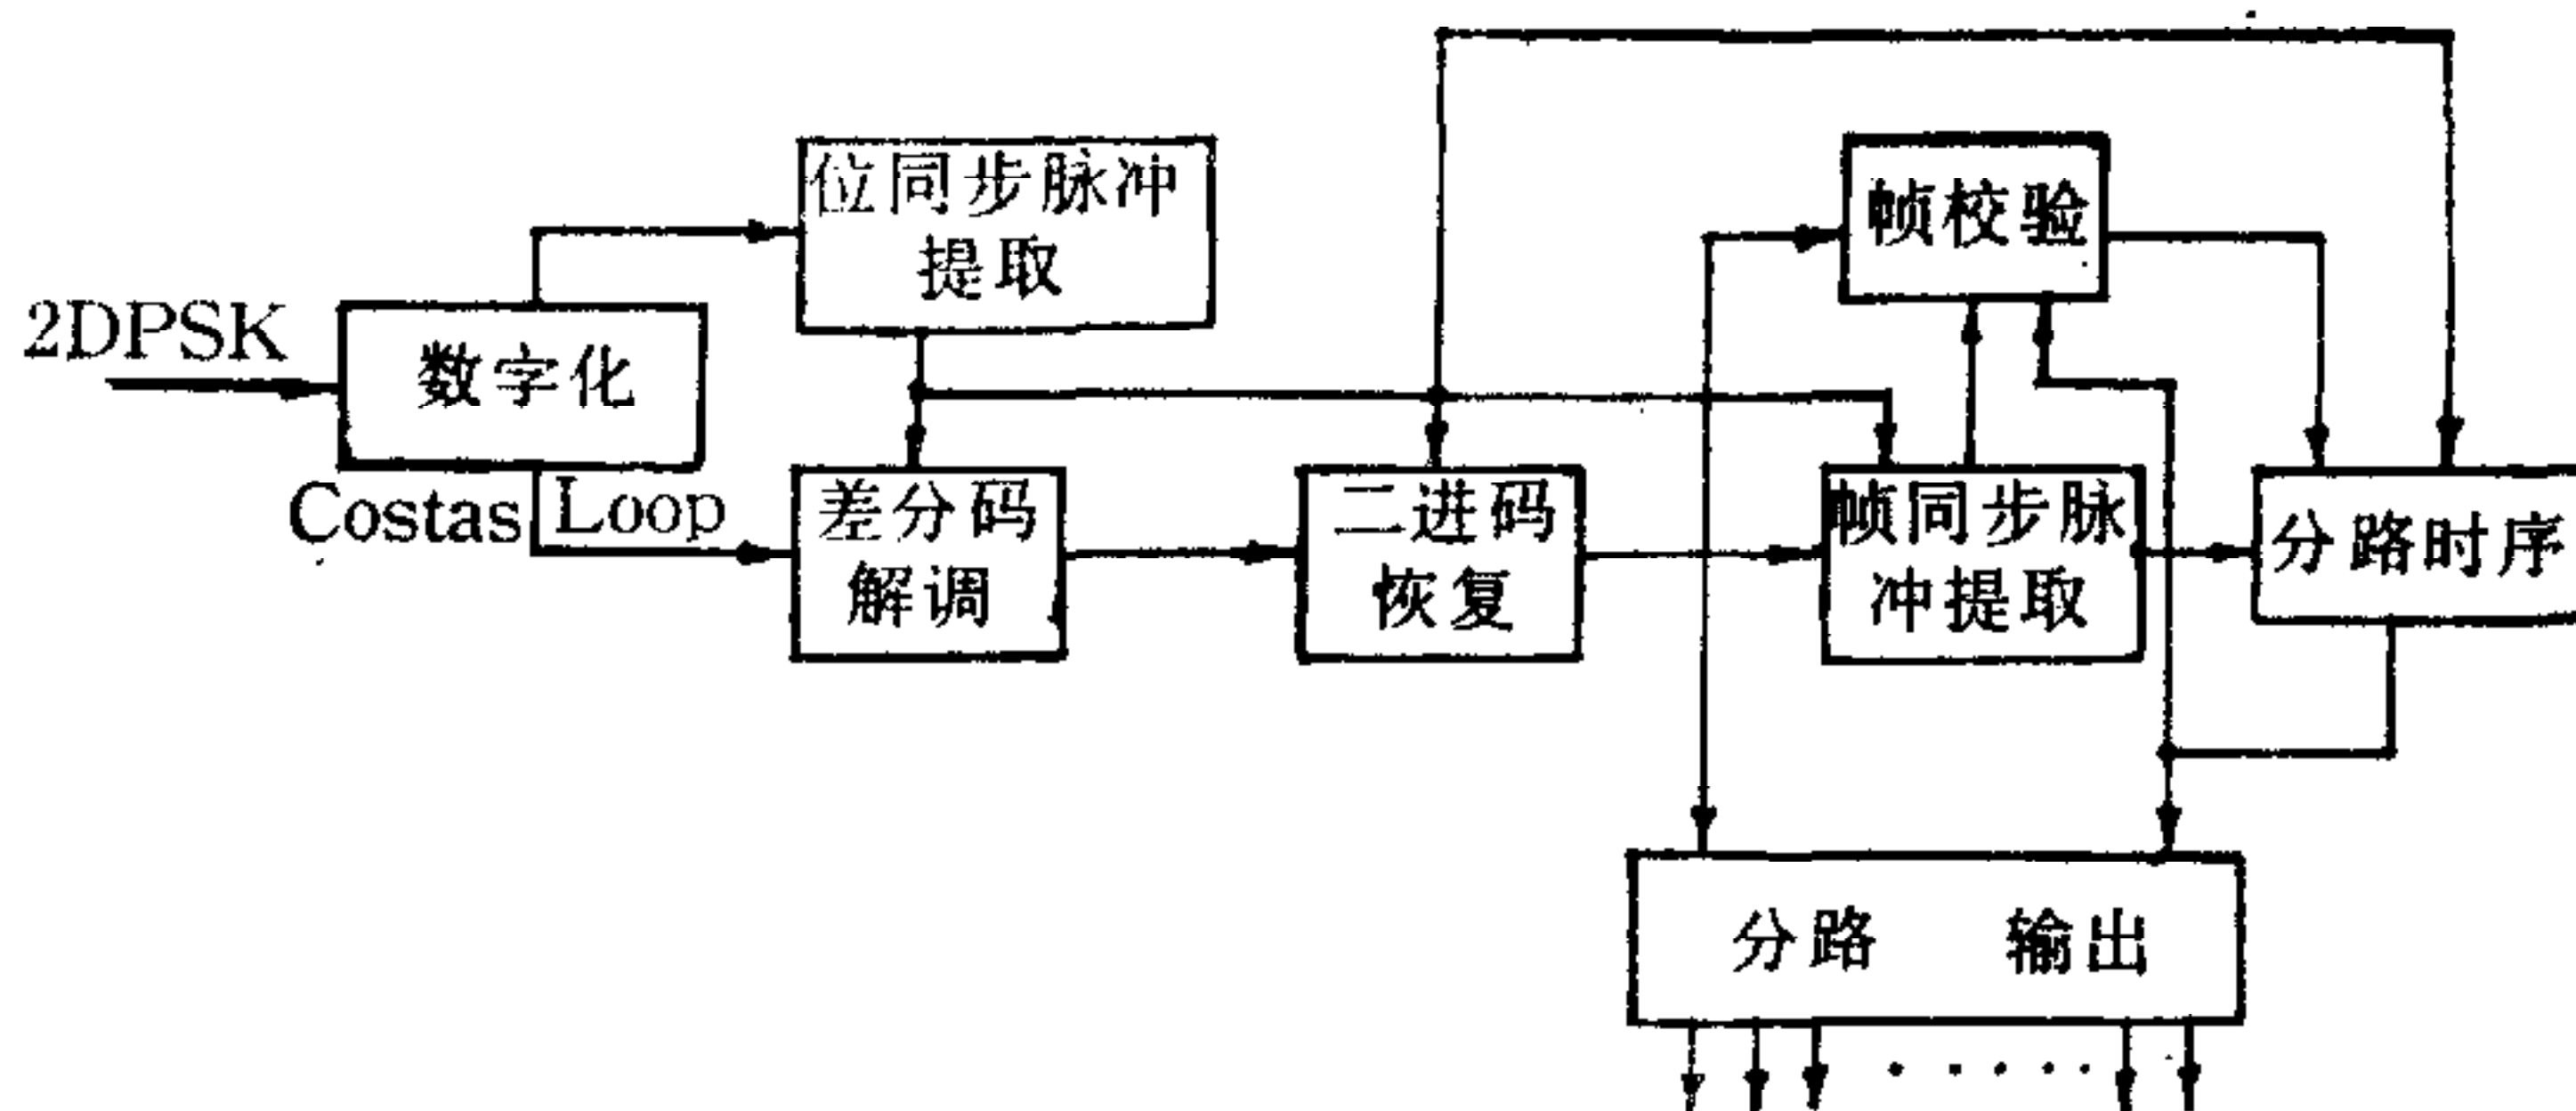 位同步脉冲
提取
帧校验
2DPSK
数字化
Costas Loop
差分码
解调
二进码
恢复
帧同步脉
冲提取
分路时序
分路 输出